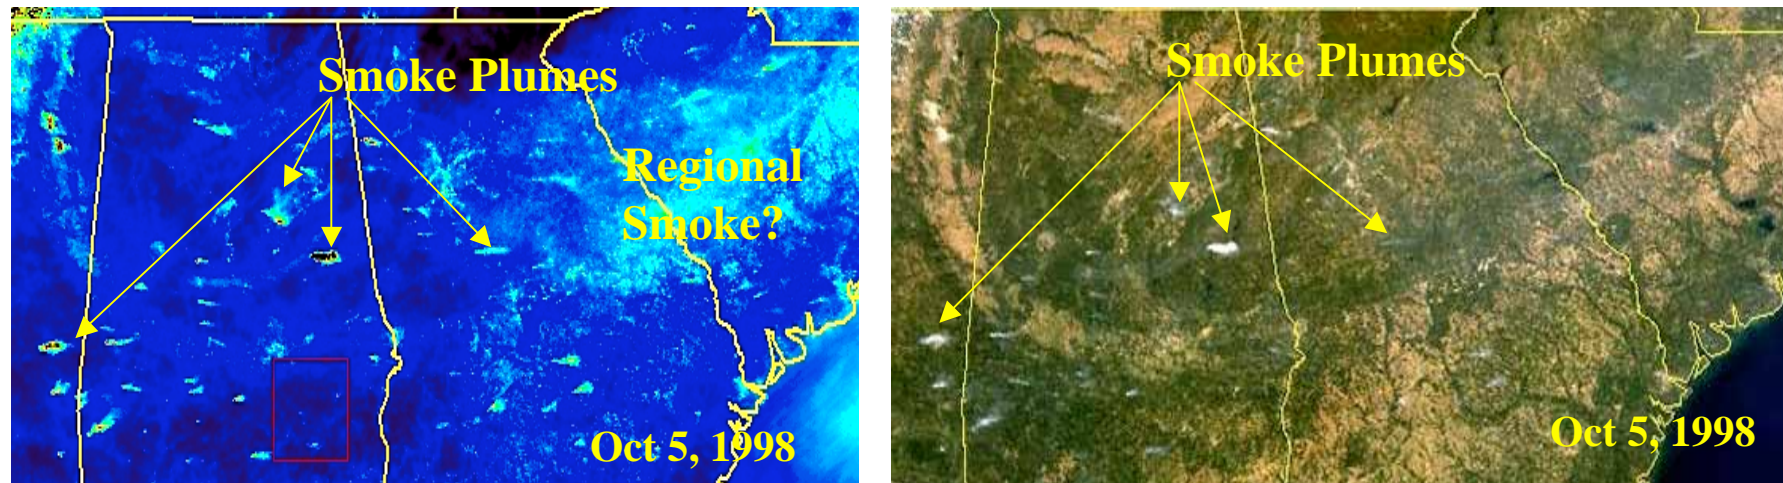 Smoke Plumes
Regional
Smoke?
Oct 5, 1998
Smoke Plumes
Oct 5, 1998